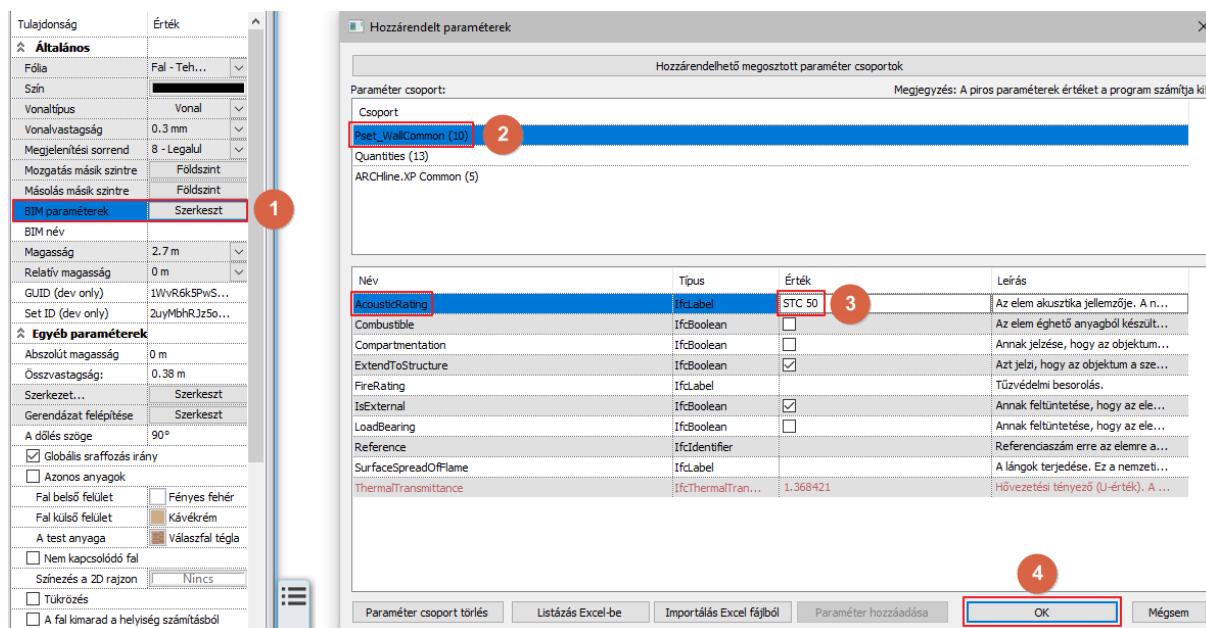 Tulajdonság Érték
Általános
Fólia Fal - Teh...
Szín
Vonaltípus Vonal
Vonalvastagság 0.3 mm
Megjelenítési sorrend 8 - Legalul
Mozgatás másik szintre Földszint
Másolás másik szintre Földszint
BIM paraméterek Szerkeszt
1
BIM név
Magasság 2.7 m
Relatív magasság 0 m
GUID (dev only) 1WvR6k5PwS...
Set ID (dev only) 2uyMbhRJz5o...
Egyéb paraméterek
Abszolút magasság 0 m
Összvastagság: 0.38 m
Szerkezet... Szerkeszt
Gerendázat felépítése Szerkeszt
A dőlés szöge 90°
Globális sraffozás irány
Azonos anyagok
Fal belső felület Fényes fehér
Fal külső felület Kávékrém
A test anyaga Válaszfal tégla
Nem kapcsolódó fal
Színezés a 2D rajzon Nincs
Tükrözés
A fal kimarad a helyiség számításból
Hozzárendelt paraméterek
Hozzárendelhető megosztott paraméter csoportok
Paraméter csoport: Megjegyzés: A piros paraméterek értéket a program számítja ki!
Csoport
Pset_WallCommon (10) 2
Quantities (13)
ARCHline.XP Common (5)
Név Típus Érték Leírás
AcousticRating IfcLabel STC 50 3 Az elem akusztika jellemzője. A n...
Combustible IfcBoolean Az elem éghető anyagból készült...
Compartmentation IfcBoolean Annak jelzése, hogy az objektum...
ExtendToStructure IfcBoolean Azt jelzi, hogy az objektum a sze...
FireRating IfcLabel Tűzvédelmi besorolás.
IsExternal IfcBoolean Annak feltüntetése, hogy az ele...
LoadBearing IfcBoolean Annak feltüntetése, hogy az ele...
Reference IfcIdentifier Referenciaszám erre az elemre a...
SurfaceSpreadOfFlame IfcLabel A lángok terjedése. Ez a nemzeti...
ThermalTransmittance IfcThermalTran... 1.368421 Hővezetési tényező (U-érték). A ...
4
Paraméter csoport törlés Listázás Excel-be Importálás Excel fájlból Paraméter hozzáadása OK Mégsem